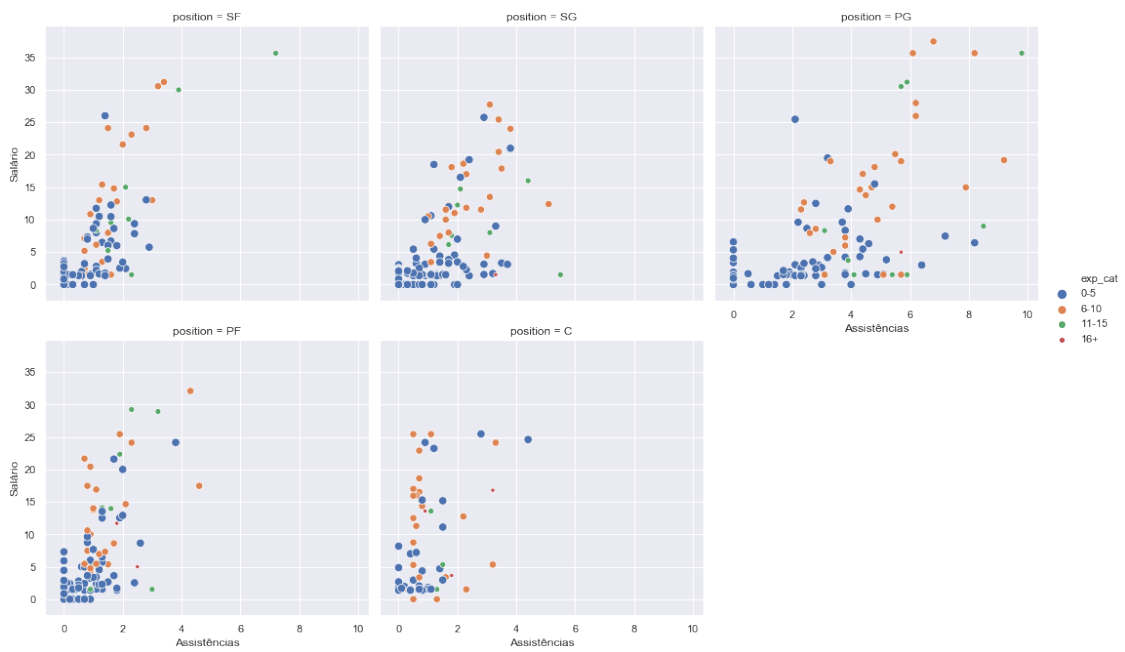 position = SF
position = SG
position = PG
35
30
25
20
15
10
5
0
Salário
0 2 4 6 8 10
Assistências
exp_cat
0-5
6-10
11-15
16+
position = PF
position = C
35
30
25
20
15
10
5
0
Salário
0 2 4 6 8 10
0 2 4 6 8 10
Assistências
Assistências